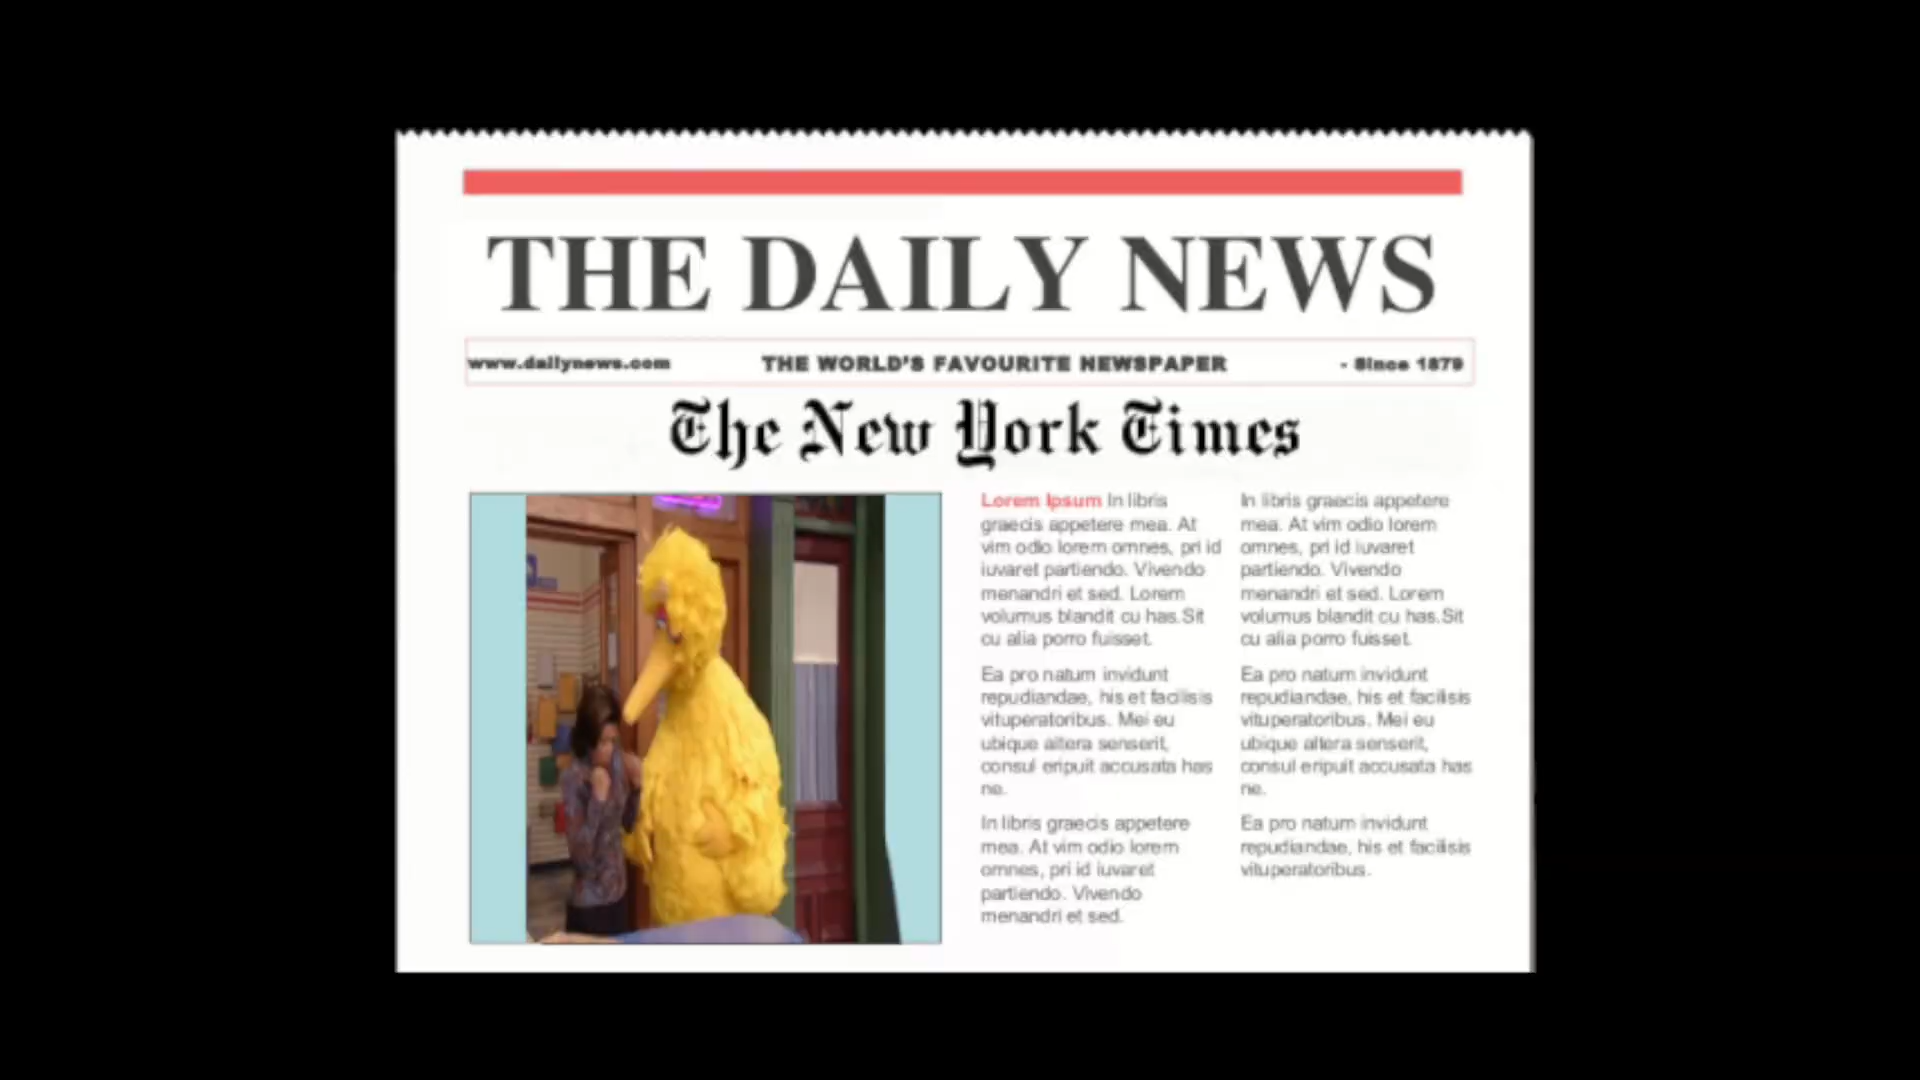 THE DAILY NEWS
www.dailynews.com THE WORLD'S FAVOURITE NEWSPAPER - Since 1879
The New York Times
Lorem Ipsum In libris
graecis appetere mea. At
vim odio lorem omnes, pri id
iuvaret partiendo. Vivendo
menandri et sed. Lorem
volumus blandit cu has.Sit
cu alia porro fuisset.
Ea pro natum invidunt
repudiandae, his et facilisis
vituperatoribus. Mei eu
ubique altera senserit,
consul eripuit accusata has
ne.
In libris graecis appetere
mea. At vim odio lorem
omnes, pri id iuvaret
partiendo. Vivendo
menandri et sed.
In libris graecis appetere
mea. At vim odio lorem
omnes, pri id iuvaret
partiendo. Vivendo
menandri et sed. Lorem
volumus blandit cu has.Sit
cu alia porro fuisset.
Ea pro natum invidunt
repudiandae, his et facilisis
vituperatoribus. Mei eu
ubique altera senserit,
consul eripuit accusata has
ne.
Ea pro natum invidunt
repudiandae, his et facilisis
vituperatoribus.